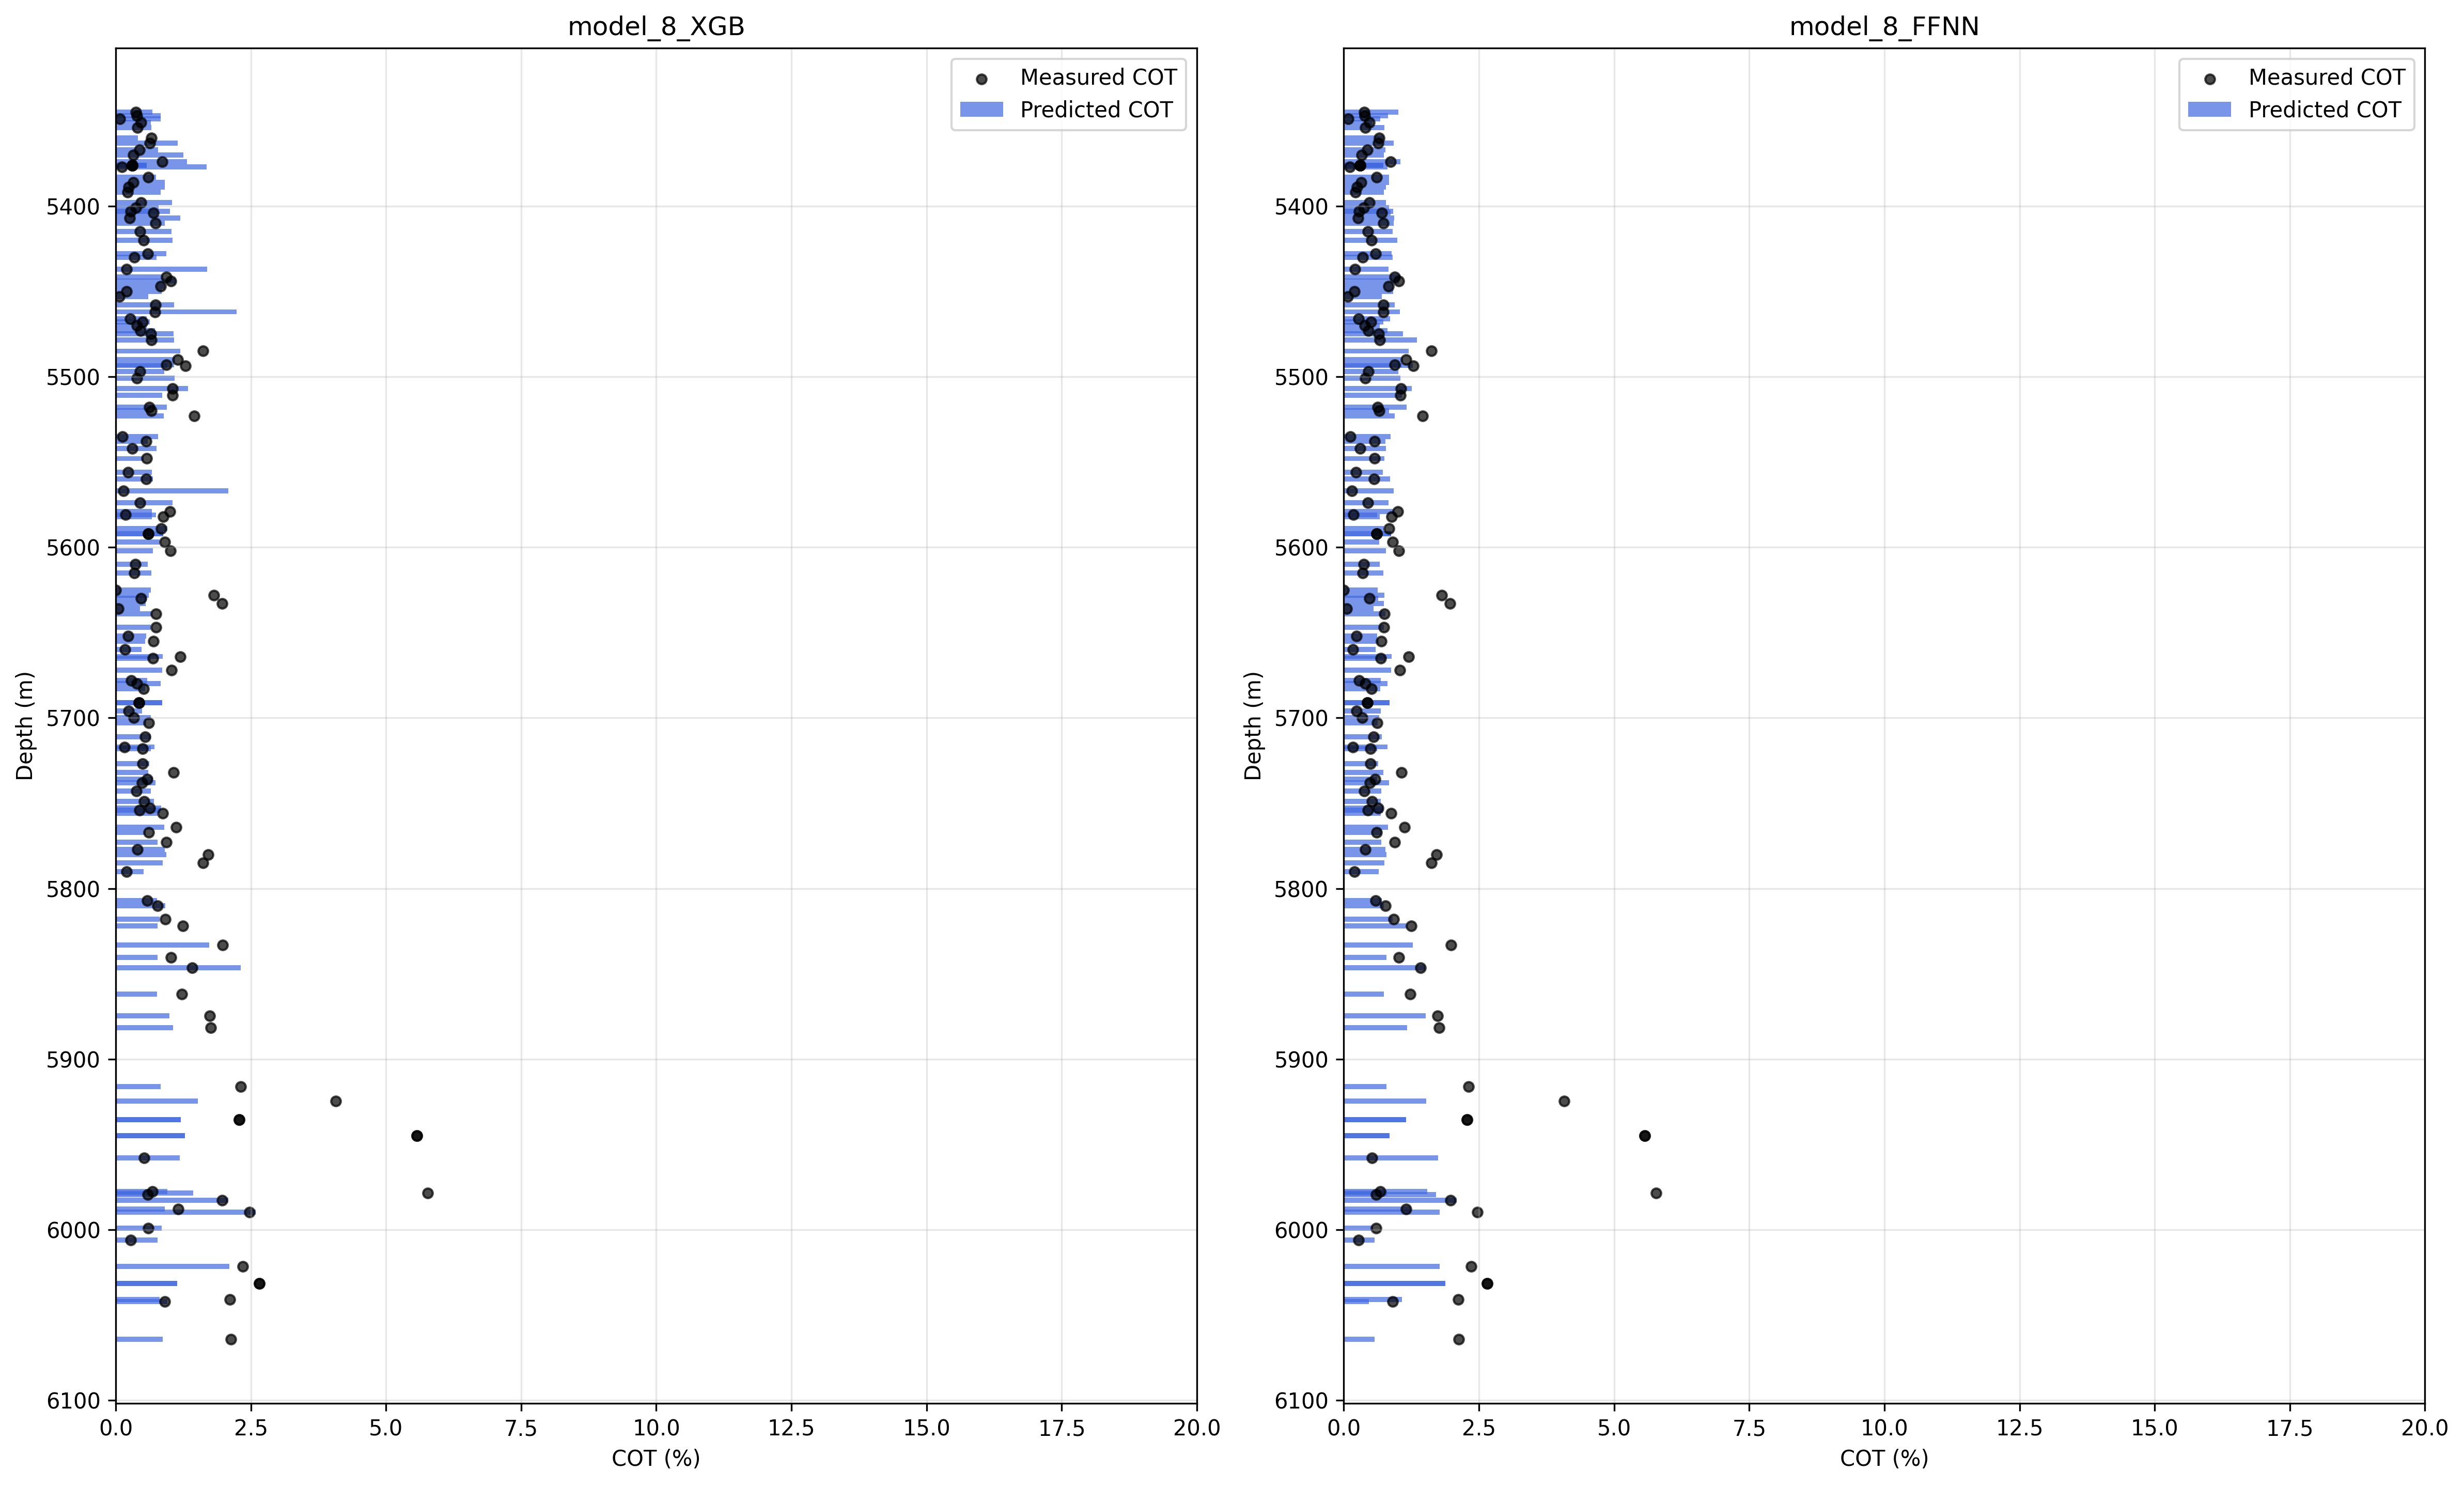 model_8_XGB
Measured COT
Predicted COT
5400
5500
5600
5700
5800
5900
6000
6100
Depth (m)
0.0 2.5 5.0 7.5 10.0 12.5 15.0 17.5 20.0
COT (%)
model_8_FFNN
Measured COT
Predicted COT
5400
5500
5600
5700
5800
5900
6000
6100
Depth (m)
0.0 2.5 5.0 7.5 10.0 12.5 15.0 17.5 20.0
COT (%)